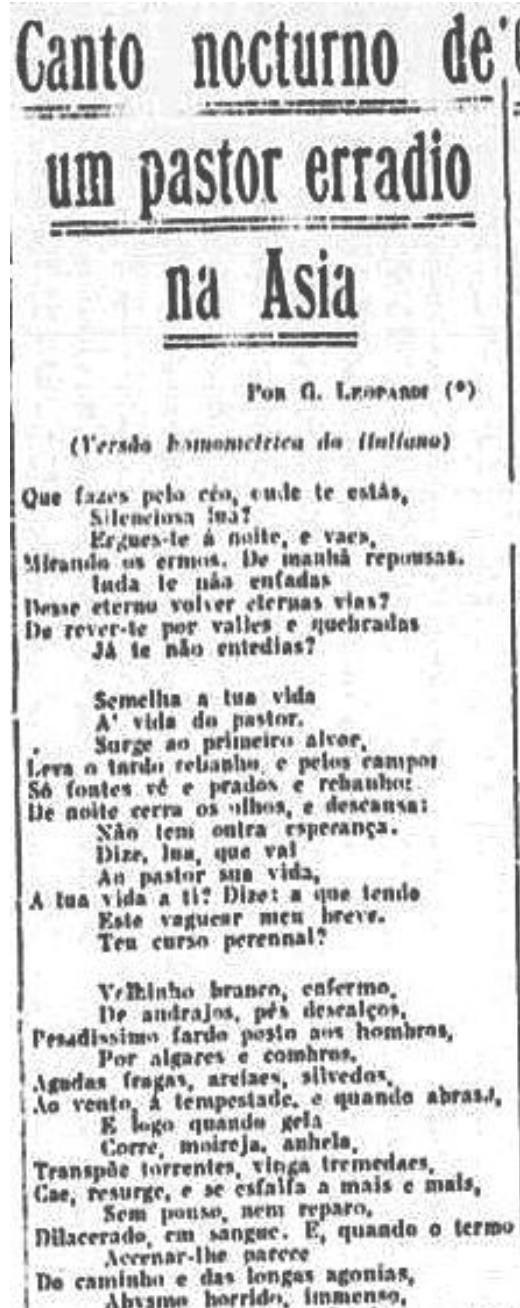 Canto nocturno de
um pastor erradio
na Asia
POR G. LEOPARDI (*)
(Versão homometrica do italiano)
Que fazes pelo céo, onde te estás,
Silenciosa lua?
Ergues-te á noite, e vaes,
Mirando os ermos. De manhã repousas.
Inda te não enfadas
Desse eterno volver eternas vias?
De rever-te por valles e quebradas
JÁ te não entedias?
Semelha a tua vida
A' vida do pastor.
Surge ao primeiro alvor,
Leva o tardo rebanho, e pelos campos
Só fontes vê e prados e rebanhos:
De noite cerra os olhos, e descansa:
Não tem outra esperança.
Dize, lua, que val
Ao pastor sua vida,
A tua vida a ti? Dize: a que tende
Este vaguear meu breve,
Teu curso perennal?
Velhinho branco, enfermo,
De andrajos, pés descalços,
Pesadissimo fardo posto aos hombros,
Por algares e combros,
Agudas fragas, areiaes, silvedos,
Ao vento, á tempestade, e quando abrasa,
E logo quando gela
Corre, moireja, anhela,
Transpõe torrentes, vinga tremedaes,
Cae, resurge, e se esfalfa a mais e mais,
Sem pouso, nem reparo,
Dilacerado, em sangue. E, quando o termo
Accenar-lhe parece
Do caminho e das longas agonias,
Abysmo horrido, immenso,